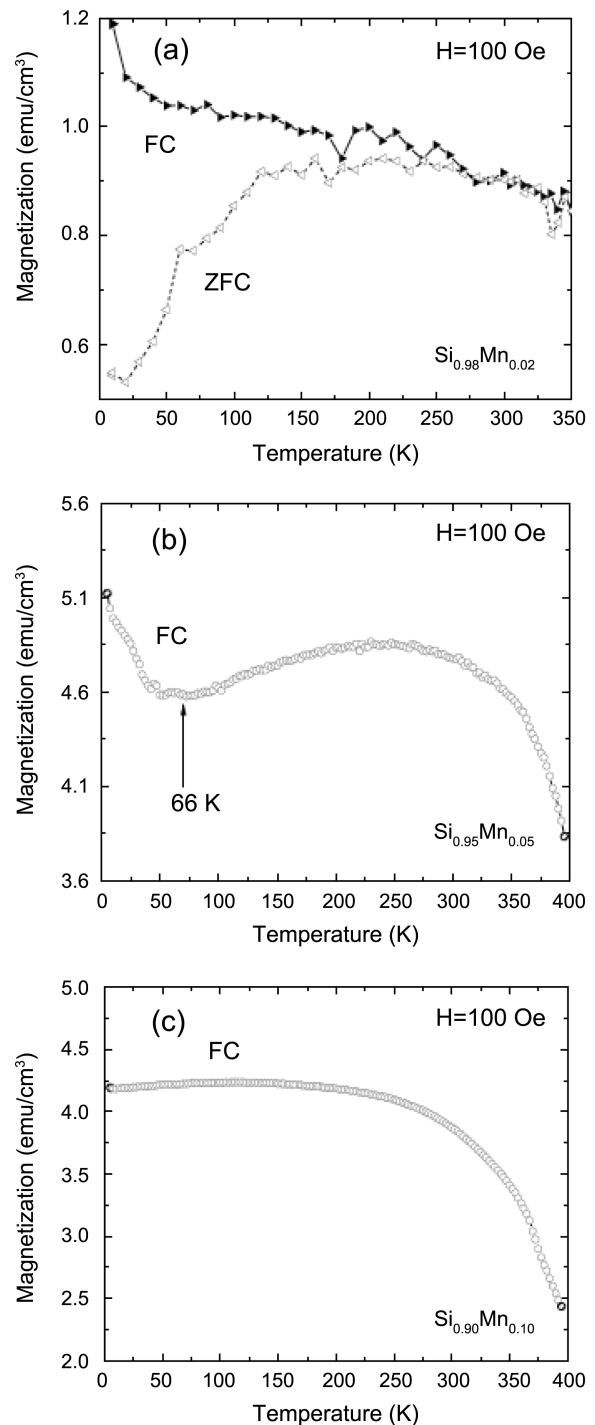 1.2
(a)
H=100 Oe
1.0
FC
0.8
ZFC
0.6
Si0.98Mn0.02
Magnetization (emu/cm³)
0 50 100 150 200 250 300 350
Temperature (K)
5.6
(b)
H=100 Oe
5.1
FC
4.6
4.1
66 K
Si0.95Mn0.05
3.6
Magnetization (emu/cm³)
0 50 100 150 200 250 300 350 400
Temperature (K)
5.0
(c)
H=100 Oe
4.5
FC
4.0
3.5
3.0
2.5
Si0.90Mn0.10
2.0
Magnetization (emu/cm³)
0 50 100 150 200 250 300 350 400
Temperature (K)